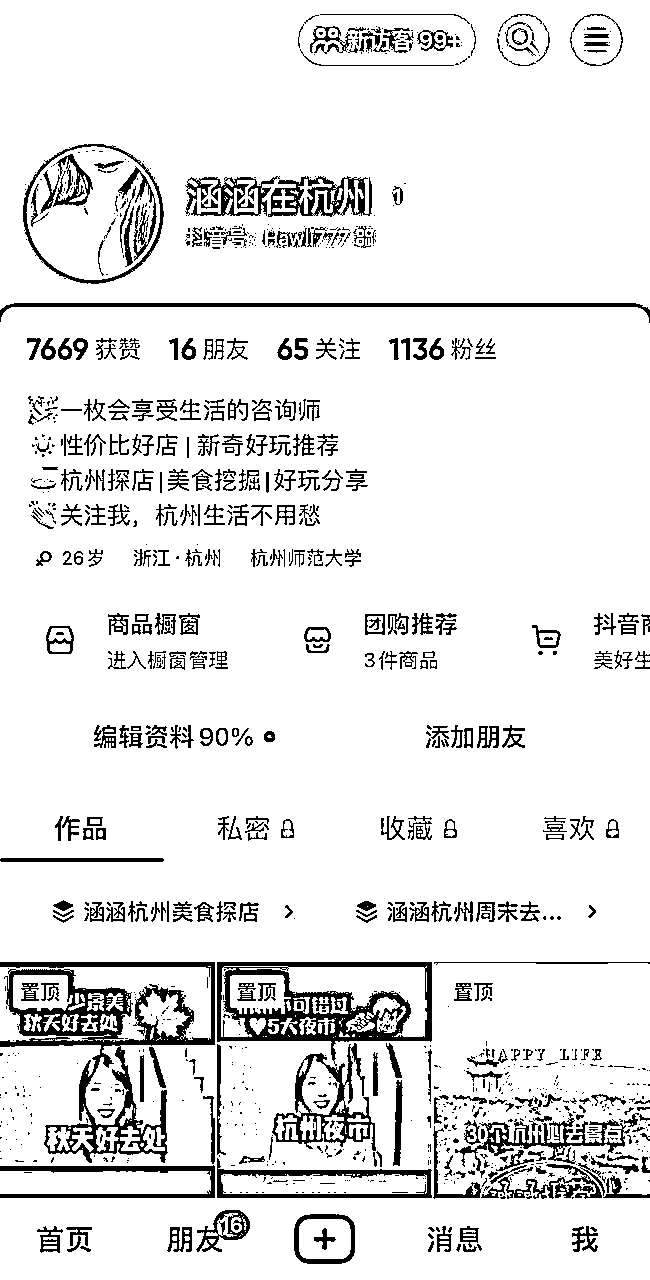 新访客 99+
涵涵在杭州
抖音号: Hawll777
7669 获赞 16 朋友 65 关注 1136 粉丝
一枚会享受生活的咨询师
性价比好店 | 新奇好玩推荐
杭州探店|美食挖掘|好玩分享
关注我，杭州生活不用愁
26岁 浙江·杭州 杭州师范大学
商品橱窗 团购推荐 抖音商
进入橱窗管理 3件商品 美好生
编辑资料 90% 添加朋友
作品 私密 收藏 喜欢
涵涵杭州美食探店 涵涵杭州周末去...
置顶 置顶 置顶
秋天好去处
不可错过
5大夜市
HAPPY LIFE
秋天好去处 杭州夜市 30个杭州必去景点
首页 朋友 16 消息 我